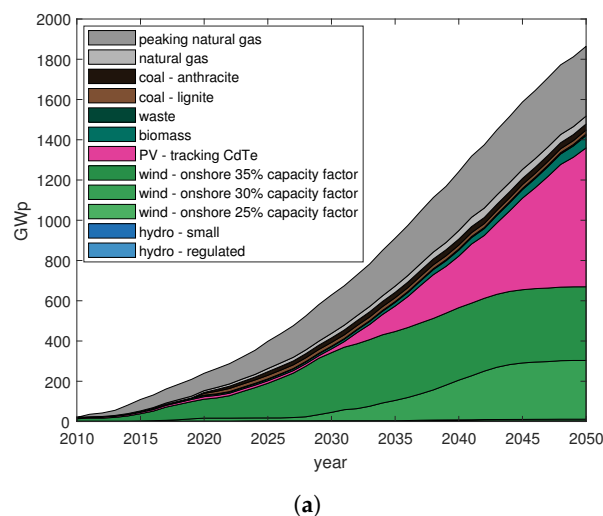 2000
1800
1600
1400
1200
1000
800
600
400
200
0
GWp
peaking natural gas
natural gas
coal - anthracite
coal - lignite
waste
biomass
PV - tracking CdTe
wind - onshore 35% capacity factor
wind - onshore 30% capacity factor
wind - onshore 25% capacity factor
hydro - small
hydro - regulated
2010 2015 2020 2025 2030 2035 2040 2045 2050
year
(a)